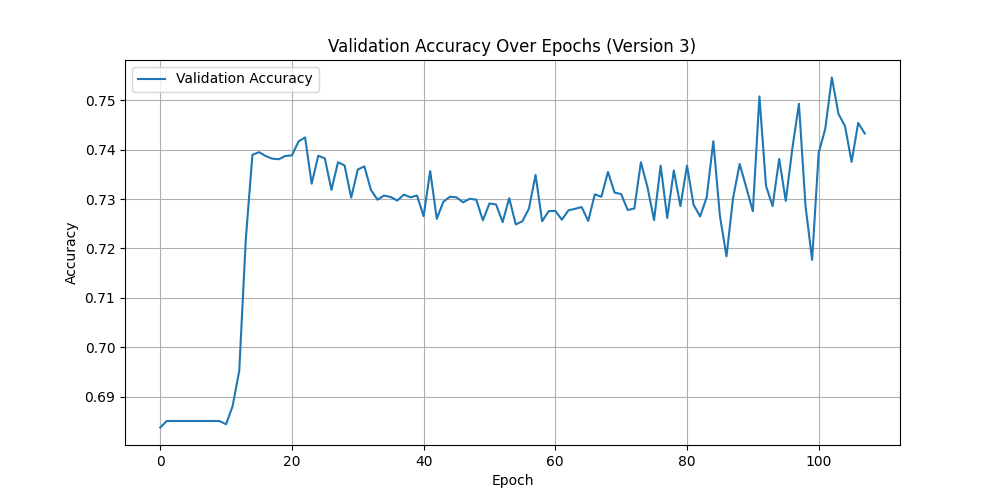 Validation Accuracy Over Epochs (Version 3)
Validation Accuracy
0.75
0.74
0.73
0.72
0.71
0.70
0.69
Accuracy
0 20 40 60 80 100
Epoch